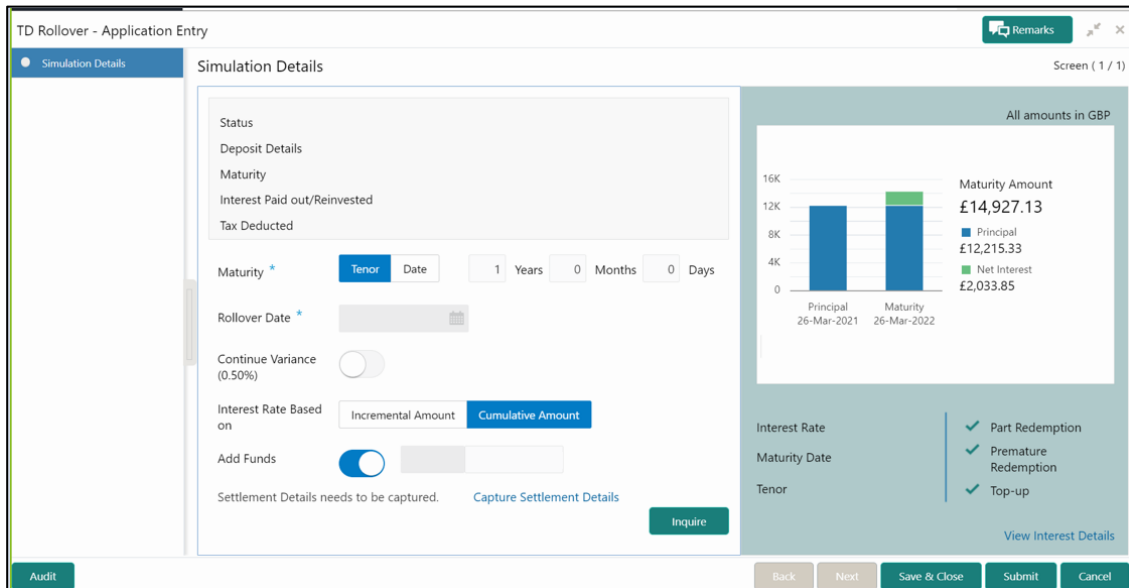 TD Rollover - Application Entry
Remarks
Simulation Details
Simulation Details
Screen ( 1 / 1)
Status
Deposit Details
Maturity
Interest Paid out/Reinvested
Tax Deducted
Maturity *
Tenor
Date
1 Years 0 Months 0 Days
Rollover Date *
Continue Variance
(0.50%)
Interest Rate Based
on
Incremental Amount
Cumulative Amount
Add Funds
Settlement Details needs to be captured.
Capture Settlement Details
Inquire
All amounts in GBP
16K
12K
8K
4K
0
Principal
26-Mar-2021
Maturity
26-Mar-2022
Maturity Amount
£14,927.13
Principal
£12,215.33
Net Interest
£2,033.85
Interest Rate
Maturity Date
Tenor
Part Redemption
Premature
Redemption
Top-up
View Interest Details
Audit
Back
Next
Save & Close
Submit
Cancel